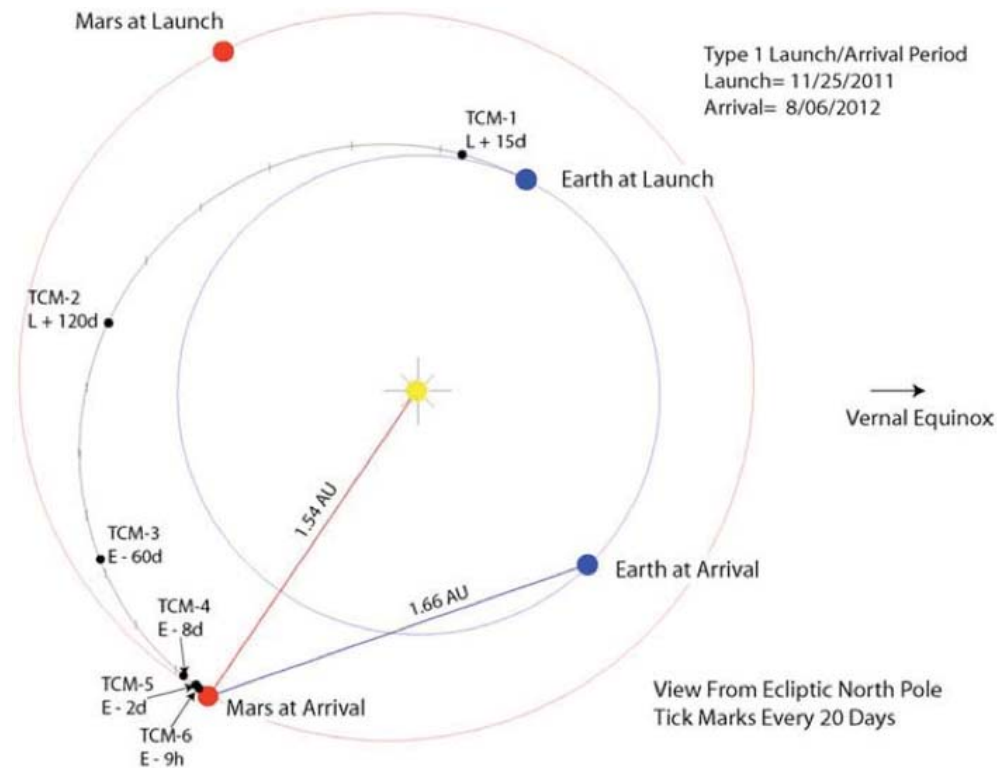 Mars at Launch
Type 1 Launch/Arrival Period
Launch= 11/25/2011
Arrival= 8/06/2012
TCM-1
L + 15d
Earth at Launch
TCM-2
L + 120d
Vernal Equinox
1.54 AU
TCM-3
E - 60d
Earth at Arrival
1.66 AU
TCM-4
E - 8d
TCM-5
E - 2d
Mars at Arrival
TCM-6
E - 9h
View From Ecliptic North Pole
Tick Marks Every 20 Days